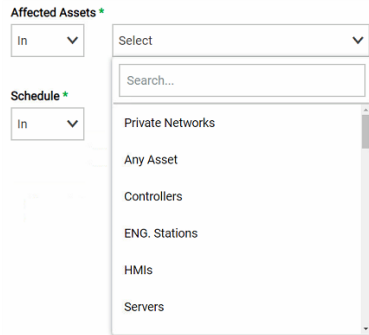 Affected Assets *
In
Select
Search...
Schedule *
In
Private Networks
Any Asset
Controllers
ENG. Stations
HMIs
Servers